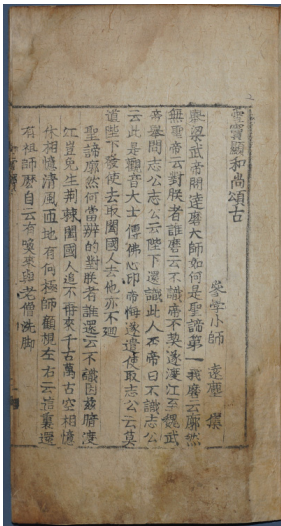 雪竇顯和尚頌古
參學小師 遠塵 撰
舉梁武帝問達磨大師如何是聖諦第一義磨云廓然
無聖帝云對朕者誰磨云不識帝不契遂渡江至魏武
帝舉問志公志公云陛下還識此人否帝曰不識志公
云此是觀音大士傳佛心印帝悔遂遣使取志公云莫
道陛下發使去取闔國人去他亦不迴
聖諦廓然何當辨的對朕者誰還云不識因茲暗渡
江豈免生荊棘闔國人追不再來千古萬古空相憶
休相憶清風匝地有何極師顧視左右云這裏還
有祖師麽自云有喚來與老僧洗脚